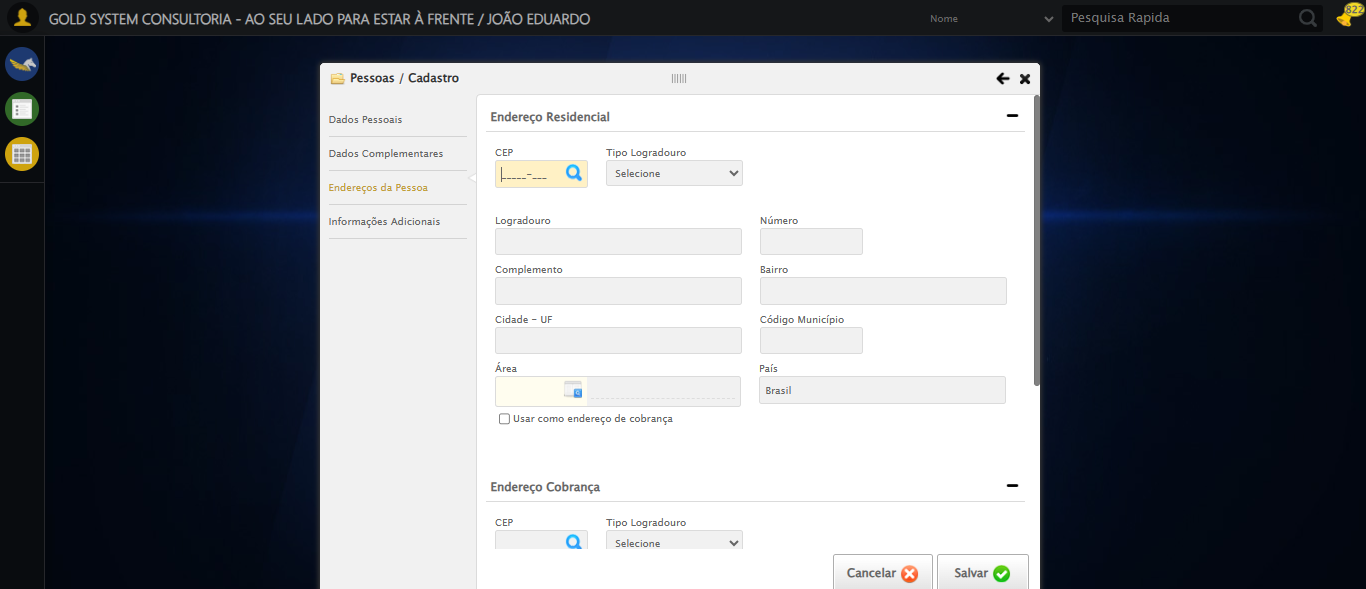 GOLD SYSTEM CONSULTORIA - AO SEU LADO PARA ESTAR À FRENTE / JOÃO EDUARDO
Nome
Pesquisa Rapida
822
Pessoas / Cadastro
Dados Pessoais
Dados Complementares
Endereços da Pessoa
Informações Adicionais
Endereço Residencial
CEP Tipo Logradouro
_____-___ Selecione
Logradouro Número
Complemento Bairro
Cidade - UF Código Município
Área País
Brasil
Usar como endereço de cobrança
Endereço Cobrança
CEP Tipo Logradouro
Selecione
Cancelar Salvar